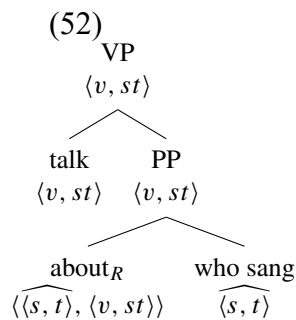 (52)
VP
⟨v, st⟩
talk PP
⟨v, st⟩ ⟨v, st⟩
about_R who sang
⟨⟨s, t⟩, ⟨v, st⟩⟩ ⟨s, t⟩